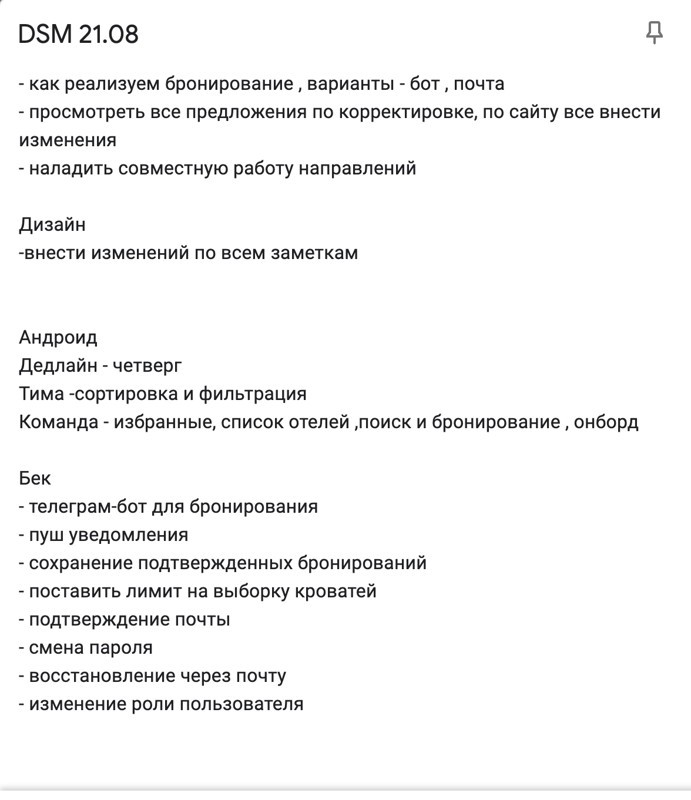 DSM 21.08
- как реализуем бронирование , варианты - бот , почта
- просмотреть все предложения по корректировке, по сайту все внести
изменения
- наладить совместную работу направлений
Дизайн
-внести изменений по всем заметкам
Андроид
Дедлайн - четверг
Тима -сортировка и фильтрация
Команда - избранные, список отелей ,поиск и бронирование , онборд
Бек
- телеграм-бот для бронирования
- пуш уведомления
- сохранение подтвержденных бронирований
- поставить лимит на выборку кроватей
- подтверждение почты
- смена пароля
- восстановление через почту
- изменение роли пользователя